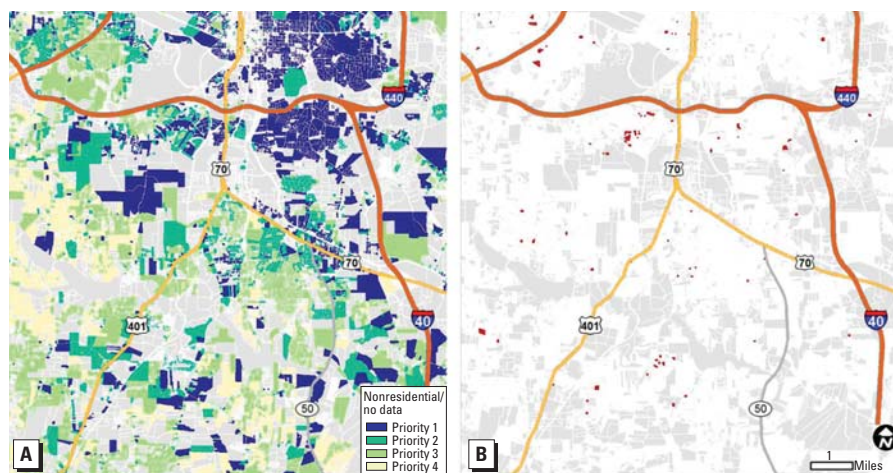 440
70
70
401
40
50
Nonresidential/
no data
Priority 1
Priority 2
Priority 3
Priority 4
A
440
70
70
401
40
50
N
1
Miles
B